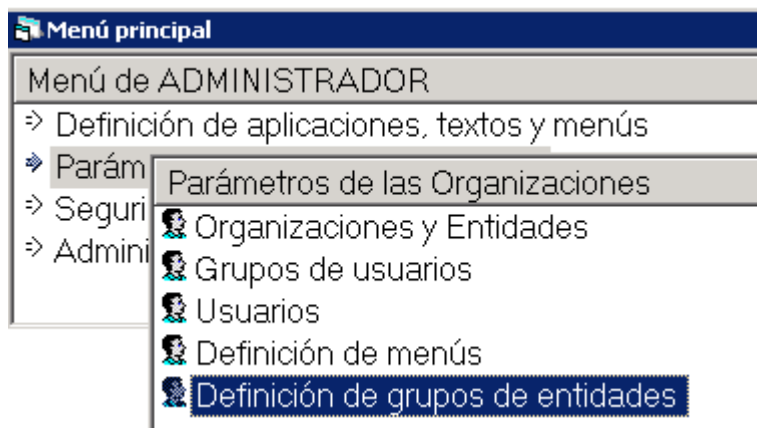 Menú principal
Menú de ADMINISTRADOR
Definición de aplicaciones, textos y menús
Parám
Seguri
Admini
Parámetros de las Organizaciones
Organizaciones y Entidades
Grupos de usuarios
Usuarios
Definición de menús
Definición de grupos de entidades